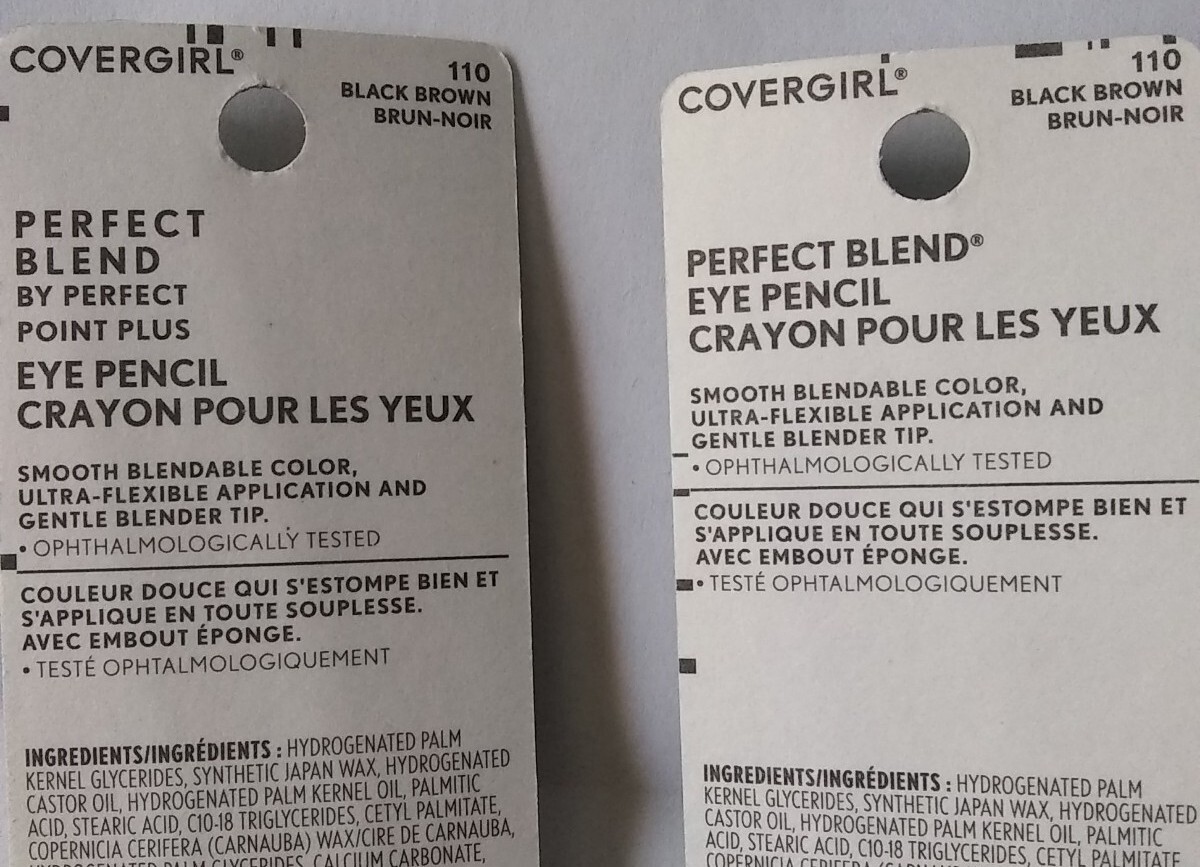 COVERGIRL®
110
BLACK BROWN
BRUN-NOIR
PERFECT
BLEND
BY PERFECT
POINT PLUS
EYE PENCIL
CRAYON POUR LES YEUX
SMOOTH BLENDABLE COLOR,
ULTRA-FLEXIBLE APPLICATION AND
GENTLE BLENDER TIP.
• OPHTHALMOLOGICALLY TESTED
COULEUR DOUCE QUI S'ESTOMPE BIEN ET
S'APPLIQUE EN TOUTE SOUPLESSE.
AVEC EMBOUT ÉPONGE.
• TESTÉ OPHTALMOLOGIQUEMENT
INGREDIENTS/INGRÉDIENTS : HYDROGENATED PALM
KERNEL GLYCERIDES, SYNTHETIC JAPAN WAX, HYDROGENATED
CASTOR OIL, HYDROGENATED PALM KERNEL OIL, PALMITIC
ACID, STEARIC ACID, C10-18 TRIGLYCERIDES, CETYL PALMITATE,
COPERNICIA CERIFERA (CARNAUBA) WAX/CIRE DE CARNAUBA,
HYDROGENATED PALM GLYCERIDES, CALCIUM CARBONATE,
COVERGIRL®
110
BLACK BROWN
BRUN-NOIR
PERFECT BLEND®
EYE PENCIL
CRAYON POUR LES YEUX
SMOOTH BLENDABLE COLOR,
ULTRA-FLEXIBLE APPLICATION AND
GENTLE BLENDER TIP.
• OPHTHALMOLOGICALLY TESTED
COULEUR DOUCE QUI S'ESTOMPE BIEN ET
S'APPLIQUE EN TOUTE SOUPLESSE.
AVEC EMBOUT ÉPONGE.
• TESTÉ OPHTALMOLOGIQUEMENT
INGREDIENTS/INGRÉDIENTS : HYDROGENATED PALM
KERNEL GLYCERIDES, SYNTHETIC JAPAN WAX, HYDROGENATED
CASTOR OIL, HYDROGENATED PALM KERNEL OIL, PALMITIC
ACID, STEARIC ACID, C10-18 TRIGLYCERIDES, CETYL PALMITATE,